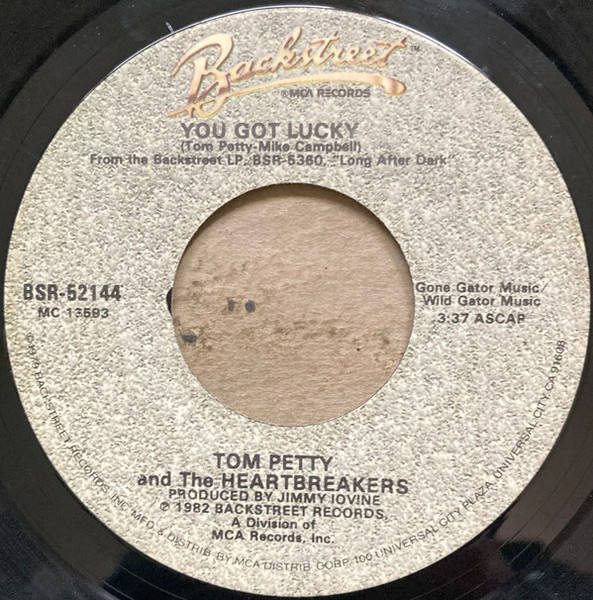 Backstreet™
®MCA RECORDS
YOU GOT LUCKY
(Tom Petty-Mike Campbell)
From the Backstreet LP, BSR-5360, "Long After Dark"
BSR-52144
MC 13593
Gone Gator Music/
Wild Gator Music
3:37 ASCAP
TOM PETTY
and The HEARTBREAKERS
PRODUCED BY JIMMY IOVINE
℗ 1982 BACKSTREET RECORDS,
A Division of
MCA Records, Inc.
©1979 BACKSTREET RECORDS, INC. MFG & DISTRIB. BY MCA DISTRIB. CORP. 100 UNIVERSAL CITY PLAZA, UNIVERSAL CITY, CA 91608